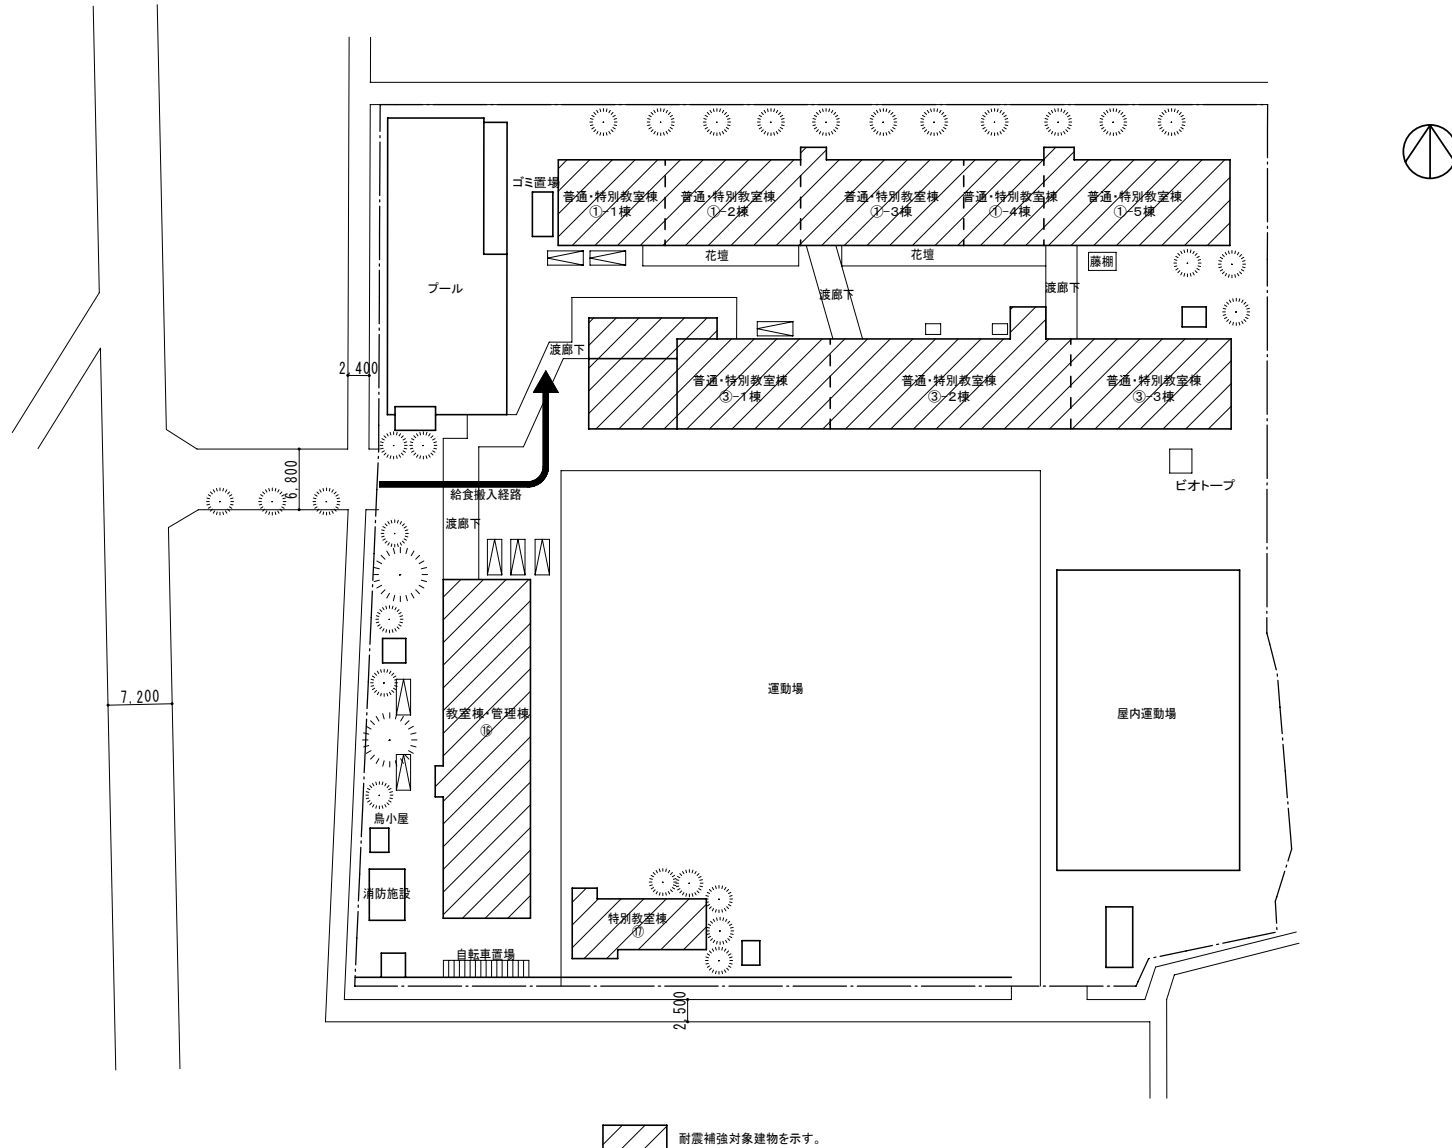 ゴミ置場
普通・特別教室棟
①-1棟
普通・特別教室棟
①-2棟
普通・特別教室棟
①-3棟
普通・特別教室棟
①-4棟
普通・特別教室棟
①-5棟
花壇
花壇
藤棚
プール
渡廊下
渡廊下
渡廊下
2,400
普通・特別教室棟
③-1棟
普通・特別教室棟
③-2棟
普通・特別教室棟
③-3棟
6,800
給食搬入経路
ビオトープ
渡廊下
7,200
運動場
教室棟・管理棟
⑯
屋内運動場
鳥小屋
消防施設
特別教室棟
⑰
自転車置場
2,500
耐震補強対象建物を示す。